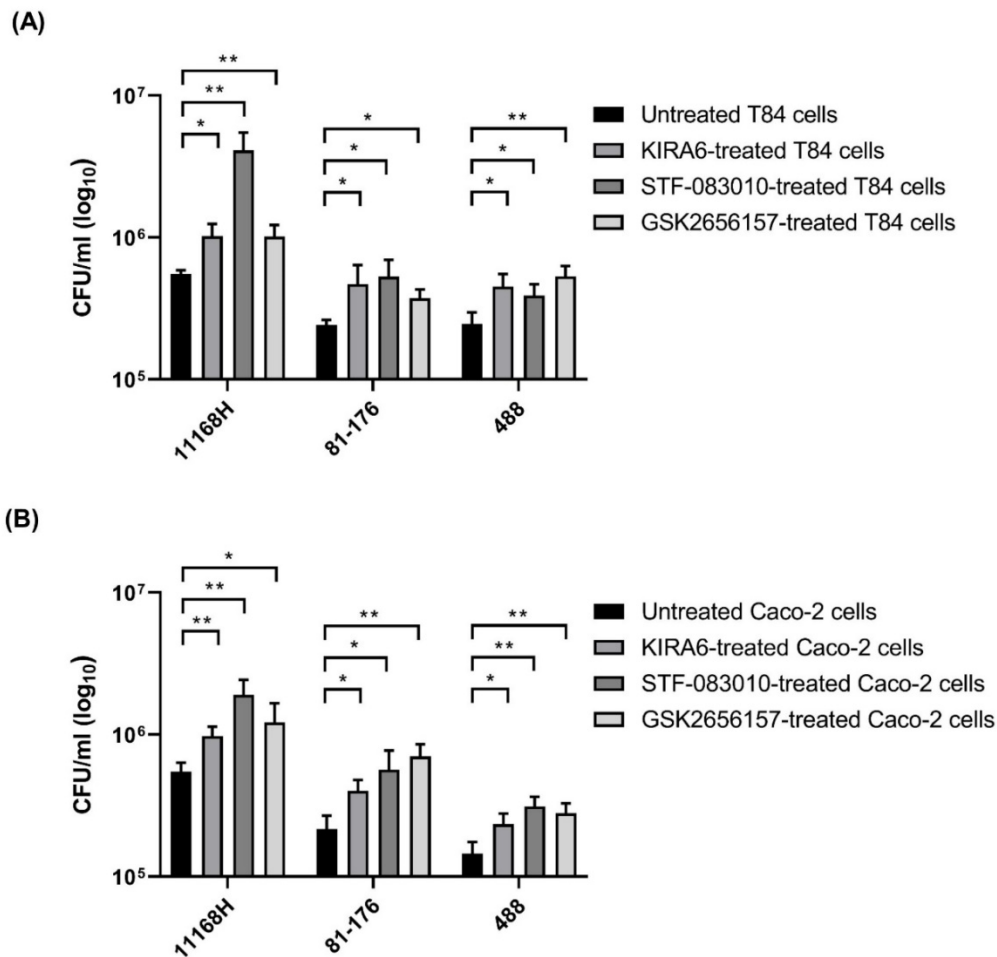 (A)
**
**
*
*
*
*
**
*
*
10⁷
10⁶
10⁵
CFU/ml (log₁₀)
11168H
81-176
488
Untreated T84 cells
KIRA6-treated T84 cells
STF-083010-treated T84 cells
GSK2656157-treated T84 cells
(B)
*
**
**
**
*
*
**
**
*
10⁷
10⁶
10⁵
CFU/ml (log₁₀)
11168H
81-176
488
Untreated Caco-2 cells
KIRA6-treated Caco-2 cells
STF-083010-treated Caco-2 cells
GSK2656157-treated Caco-2 cells